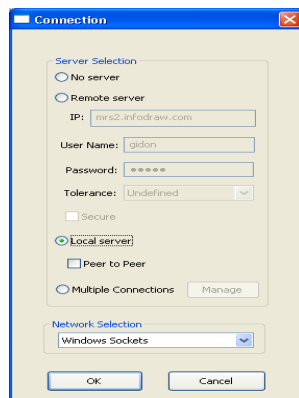 Connection
Server Selection
No server
Remote server
IP: mrs2.infodraw.com
User Name: gidon
Password: •••••
Tolerance: Undefined
Secure
Local server
Peer to Peer
Multiple Connections Manage
Network Selection
Windows Sockets
OK Cancel